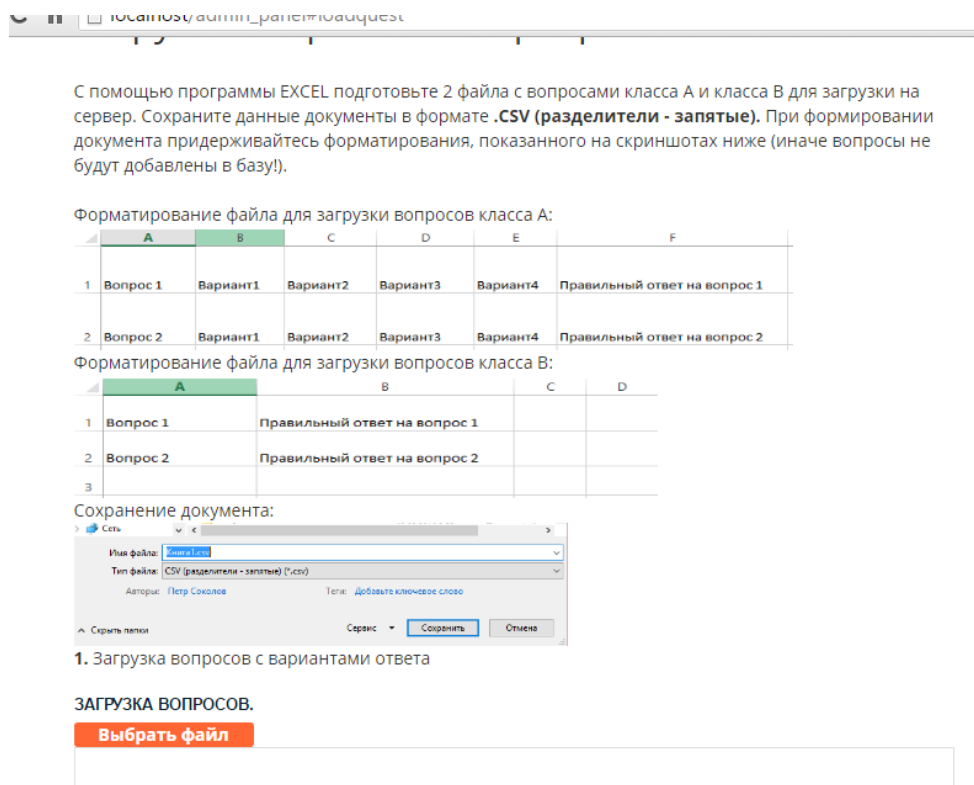 localhost/admin_panel#loadquest
С помощью программы EXCEL подготовьте 2 файла с вопросами класса А и класса В для загрузки на
сервер. Сохраните данные документы в формате .CSV (разделители - запятые). При формировании
документа придерживайтесь форматирования, показанного на скриншотах ниже (иначе вопросы не
будут добавлены в базу!).
Форматирование файла для загрузки вопросов класса А:
A B C D E F
1 Вопрос 1 Вариант1 Вариант2 Вариант3 Вариант4 Правильный ответ на вопрос 1
2 Вопрос 2 Вариант1 Вариант2 Вариант3 Вариант4 Правильный ответ на вопрос 2
Форматирование файла для загрузки вопросов класса В:
A B C D
1 Вопрос 1 Правильный ответ на вопрос 1
2 Вопрос 2 Правильный ответ на вопрос 2
3
Сохранение документа:
Сеть
Имя файла: Книга1.csv
Тип файла: CSV (разделители - запятые) (*.csv)
Авторы: Петр Соколов Теги: Добавьте ключевое слово
Скрыть папки Сервис Сохранить Отмена
1. Загрузка вопросов с вариантами ответа
ЗАГРУЗКА ВОПРОСОВ.
Выбрать файл